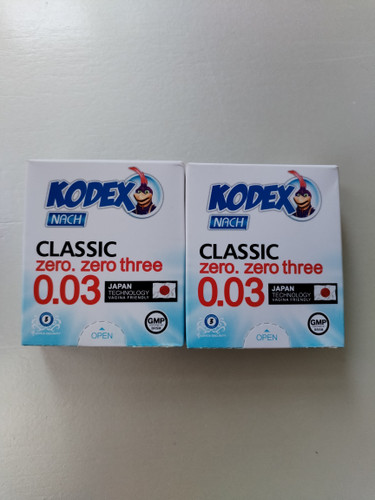 KODEX
NACH
CLASSIC
zero. zero three
0.03
JAPAN
TECHNOLOGY
VAGINA FRIENDLY
GMP
OPEN
KODEX
NACH
CLASSIC
zero. zero three
0.03
JAPAN
TECHNOLOGY
VAGINA FRIENDLY
GMP
OPEN